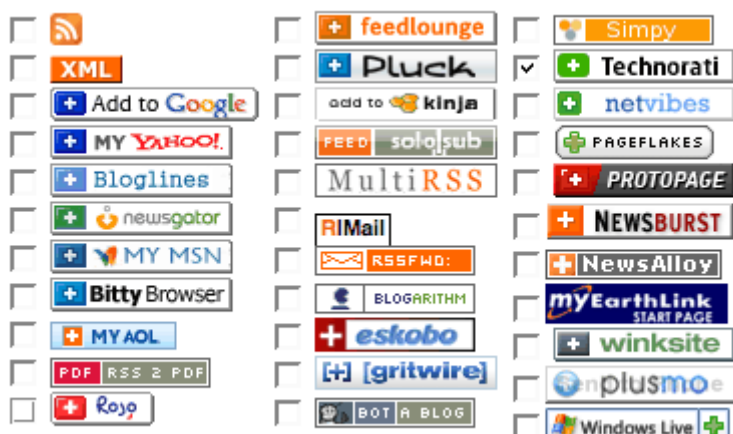 XML
Add to Google
MY YAHOO!
Bloglines
newsgator
MY MSN
Bitty Browser
MY AOL
PDF RSS 2 PDF
Rojo
feedlounge
Pluck
add to kinja
FEED solosub
MultiRSS
RIMail
RSSFWD:
BLOGARITHM
eskobo
[+] [gritwire]
BOT A BLOG
Simpy
Technorati
netvibes
PAGEFLAKES
PROTOPAGE
NEWSBURST
NewsAlloy
myEarthLink
START PAGE
winksite
plusmo
Windows Live